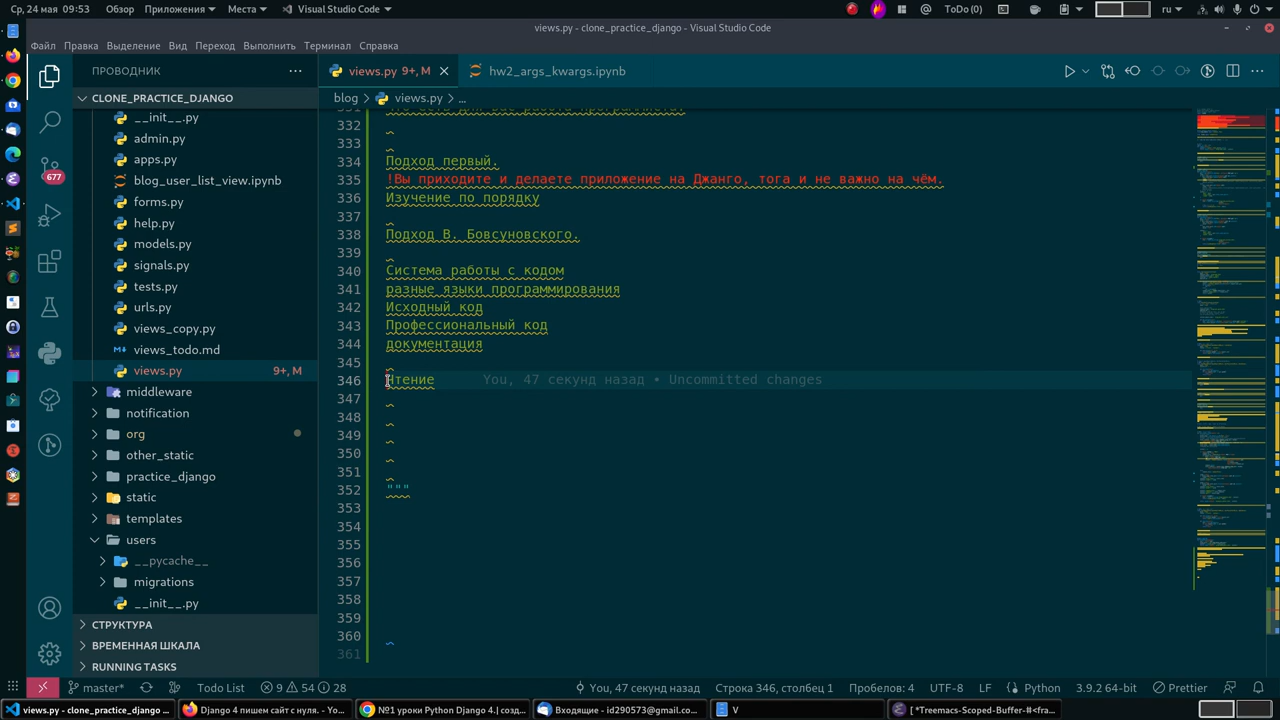 Ср, 24 мая 09:53 Приложения Места Visual Studio Code ToDo (0) ru
views.py - clone_practice_django - Visual Studio Code
Файл Правка Выделение Вид Переход Выполнить Терминал Справка
ПРОВОДНИК
views.py 9+, M
hw2_args_kwargs.ipynb
CLONE_PRACTICE_DJANGO
blog > views.py > ...
__init__.py
admin.py
apps.py
blog_user_list_view.ipynb
forms.py
help.py
models.py
signals.py
tests.py
urls.py
views_copy.py
views_todo.md
views.py 9+, M
middleware
notification
org
other_static
practice_django
static
templates
users
__pycache__
migrations
__init__.py
СТРУКТУРА
ВРЕМЕННАЯ ШКАЛА
RUNNING TASKS
677
332
333
334 Подход первый.
335 !Вы приходите и делаете приложение на Джанго, тога и не важно на чём.
336 Изучение по порядку
337
338 Подход В. Бовсуновского.
339
340 Система работы с кодом
341 разные языки программирования
342 Исходный код
343 Профессиональный код
344 документация
345
346 Чтение You, 47 секунд назад • Uncommitted changes
347
348
349
350
351
352 """
353
354
355
356
357
358
359
360
361
master* Todo List 9 54 28 You, 47 секунд назад Строка 346, столбец 1 Пробелов: 4 UTF-8 LF Python 3.9.2 64-bit Prettier
views.py - clone_practice_django ... Django 4 пишем сайт с нуля. - Yo... №1 уроки Python Django 4.| созд... Входящие - id290573@gmail.co... V [ *Treemacs-Scoped-Buffer-#<fra...